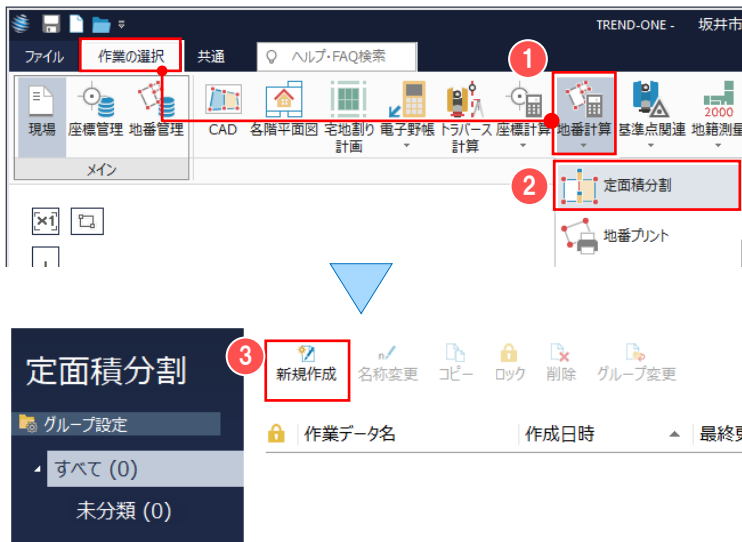 TREND-ONE - 坂井市
ファイル 作業の選択 共通 ヘルプ・FAQ検索
1
現場 座標管理 地番管理 CAD 各階平面図 宅地割り 計画 電子野帳 トラバース 計算 座標計算 地番計算 基準点関連 2000 地籍測量
メイン
2 定面積分割
×1
地番プリント
定面積分割
3 新規作成 名称変更 コピー ロック 削除 グループ変更
グループ設定
作業データ名 作成日時 最終更
すべて (0)
未分類 (0)